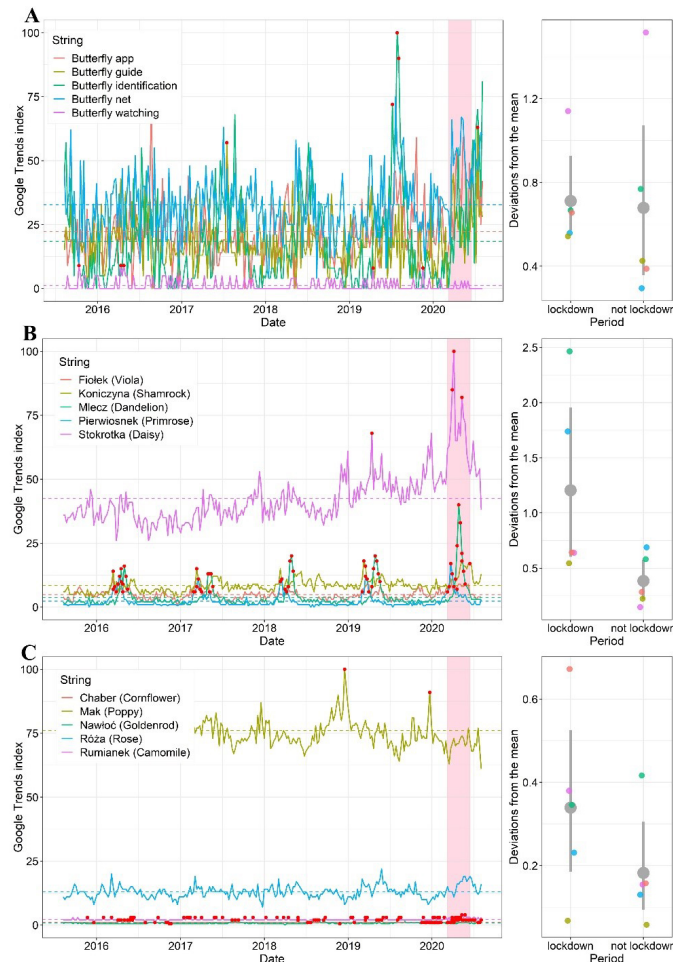 A
String
Butterfly app
Butterfly guide
Butterfly identification
Butterfly net
Butterfly watching
Google Trends index
100
75
50
25
0
2016 2017 2018 2019 2020
Date
Deviations from the mean
1.2
0.8
0.4
lockdown not lockdown
Period
B
String
Fiołek (Viola)
Koniczyna (Shamrock)
Mlecz (Dandelion)
Pierwiosnek (Primrose)
Stokrotka (Daisy)
Google Trends index
100
75
50
25
0
2016 2017 2018 2019 2020
Date
Deviations from the mean
2.5
2.0
1.5
1.0
0.5
lockdown not lockdown
Period
C
String
Chaber (Cornflower)
Mak (Poppy)
Nawłoć (Goldenrod)
Róża (Rose)
Rumianek (Camomile)
Google Trends index
100
75
50
25
0
2016 2017 2018 2019 2020
Date
Deviations from the mean
0.6
0.4
0.2
lockdown not lockdown
Period